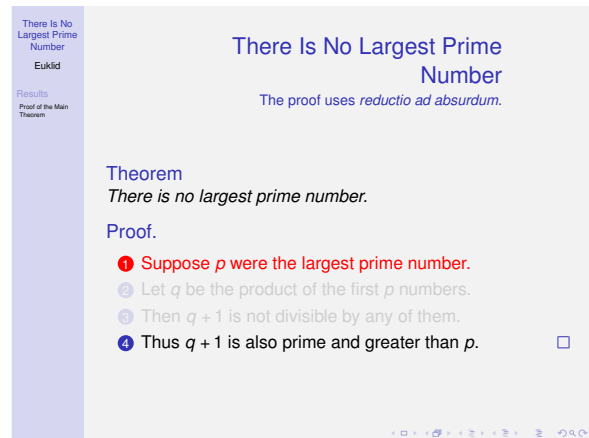 There Is No
Largest Prime
Number
Euklid
Results
Proof of the Main
Theorem
There Is No Largest Prime
Number
The proof uses reductio ad absurdum.
Theorem
There is no largest prime number.
Proof.
1 Suppose p were the largest prime number.
2 Let q be the product of the first p numbers.
3 Then q + 1 is not divisible by any of them.
4 Thus q + 1 is also prime and greater than p.